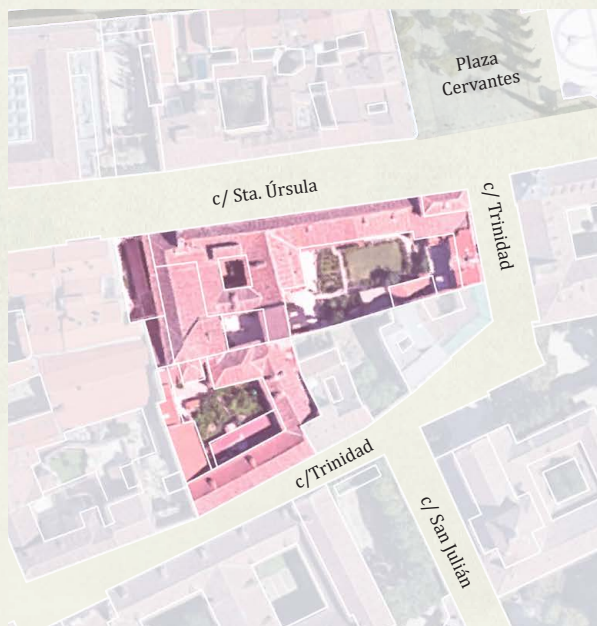 Plaza
Cervantes
c/ Sta. Úrsula
c/ Trinidad
c/Trinidad
c/ San Julián